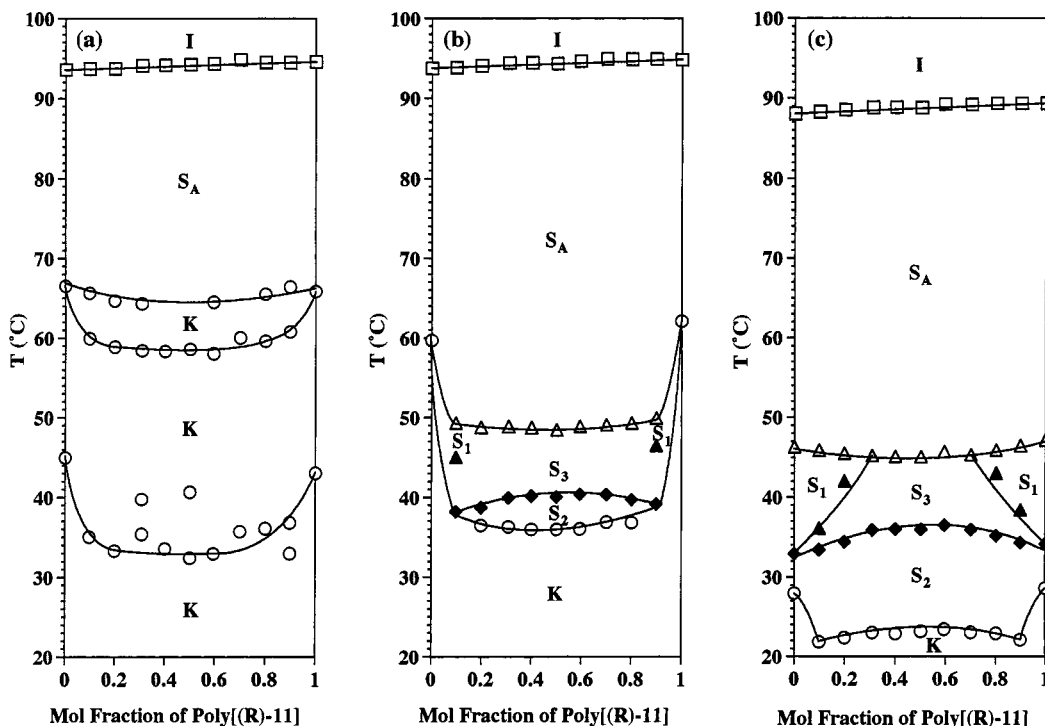 (a)
I
S_A
K
K
K
T (°C)
100
90
80
70
60
50
40
30
20
0 0.2 0.4 0.6 0.8 1
Mol Fraction of Poly[(R)-11]
(b)
I
S_A
S_1
S_1
S_3
S_2
K
T (°C)
100
90
80
70
60
50
40
30
20
0 0.2 0.4 0.6 0.8 1
Mol Fraction of Poly[(R)-11]
(c)
I
S_A
S_1
S_1
S_3
S_2
K
T (°C)
100
90
80
70
60
50
40
30
20
0 0.2 0.4 0.6 0.8 1
Mol Fraction of Poly[(R)-11]